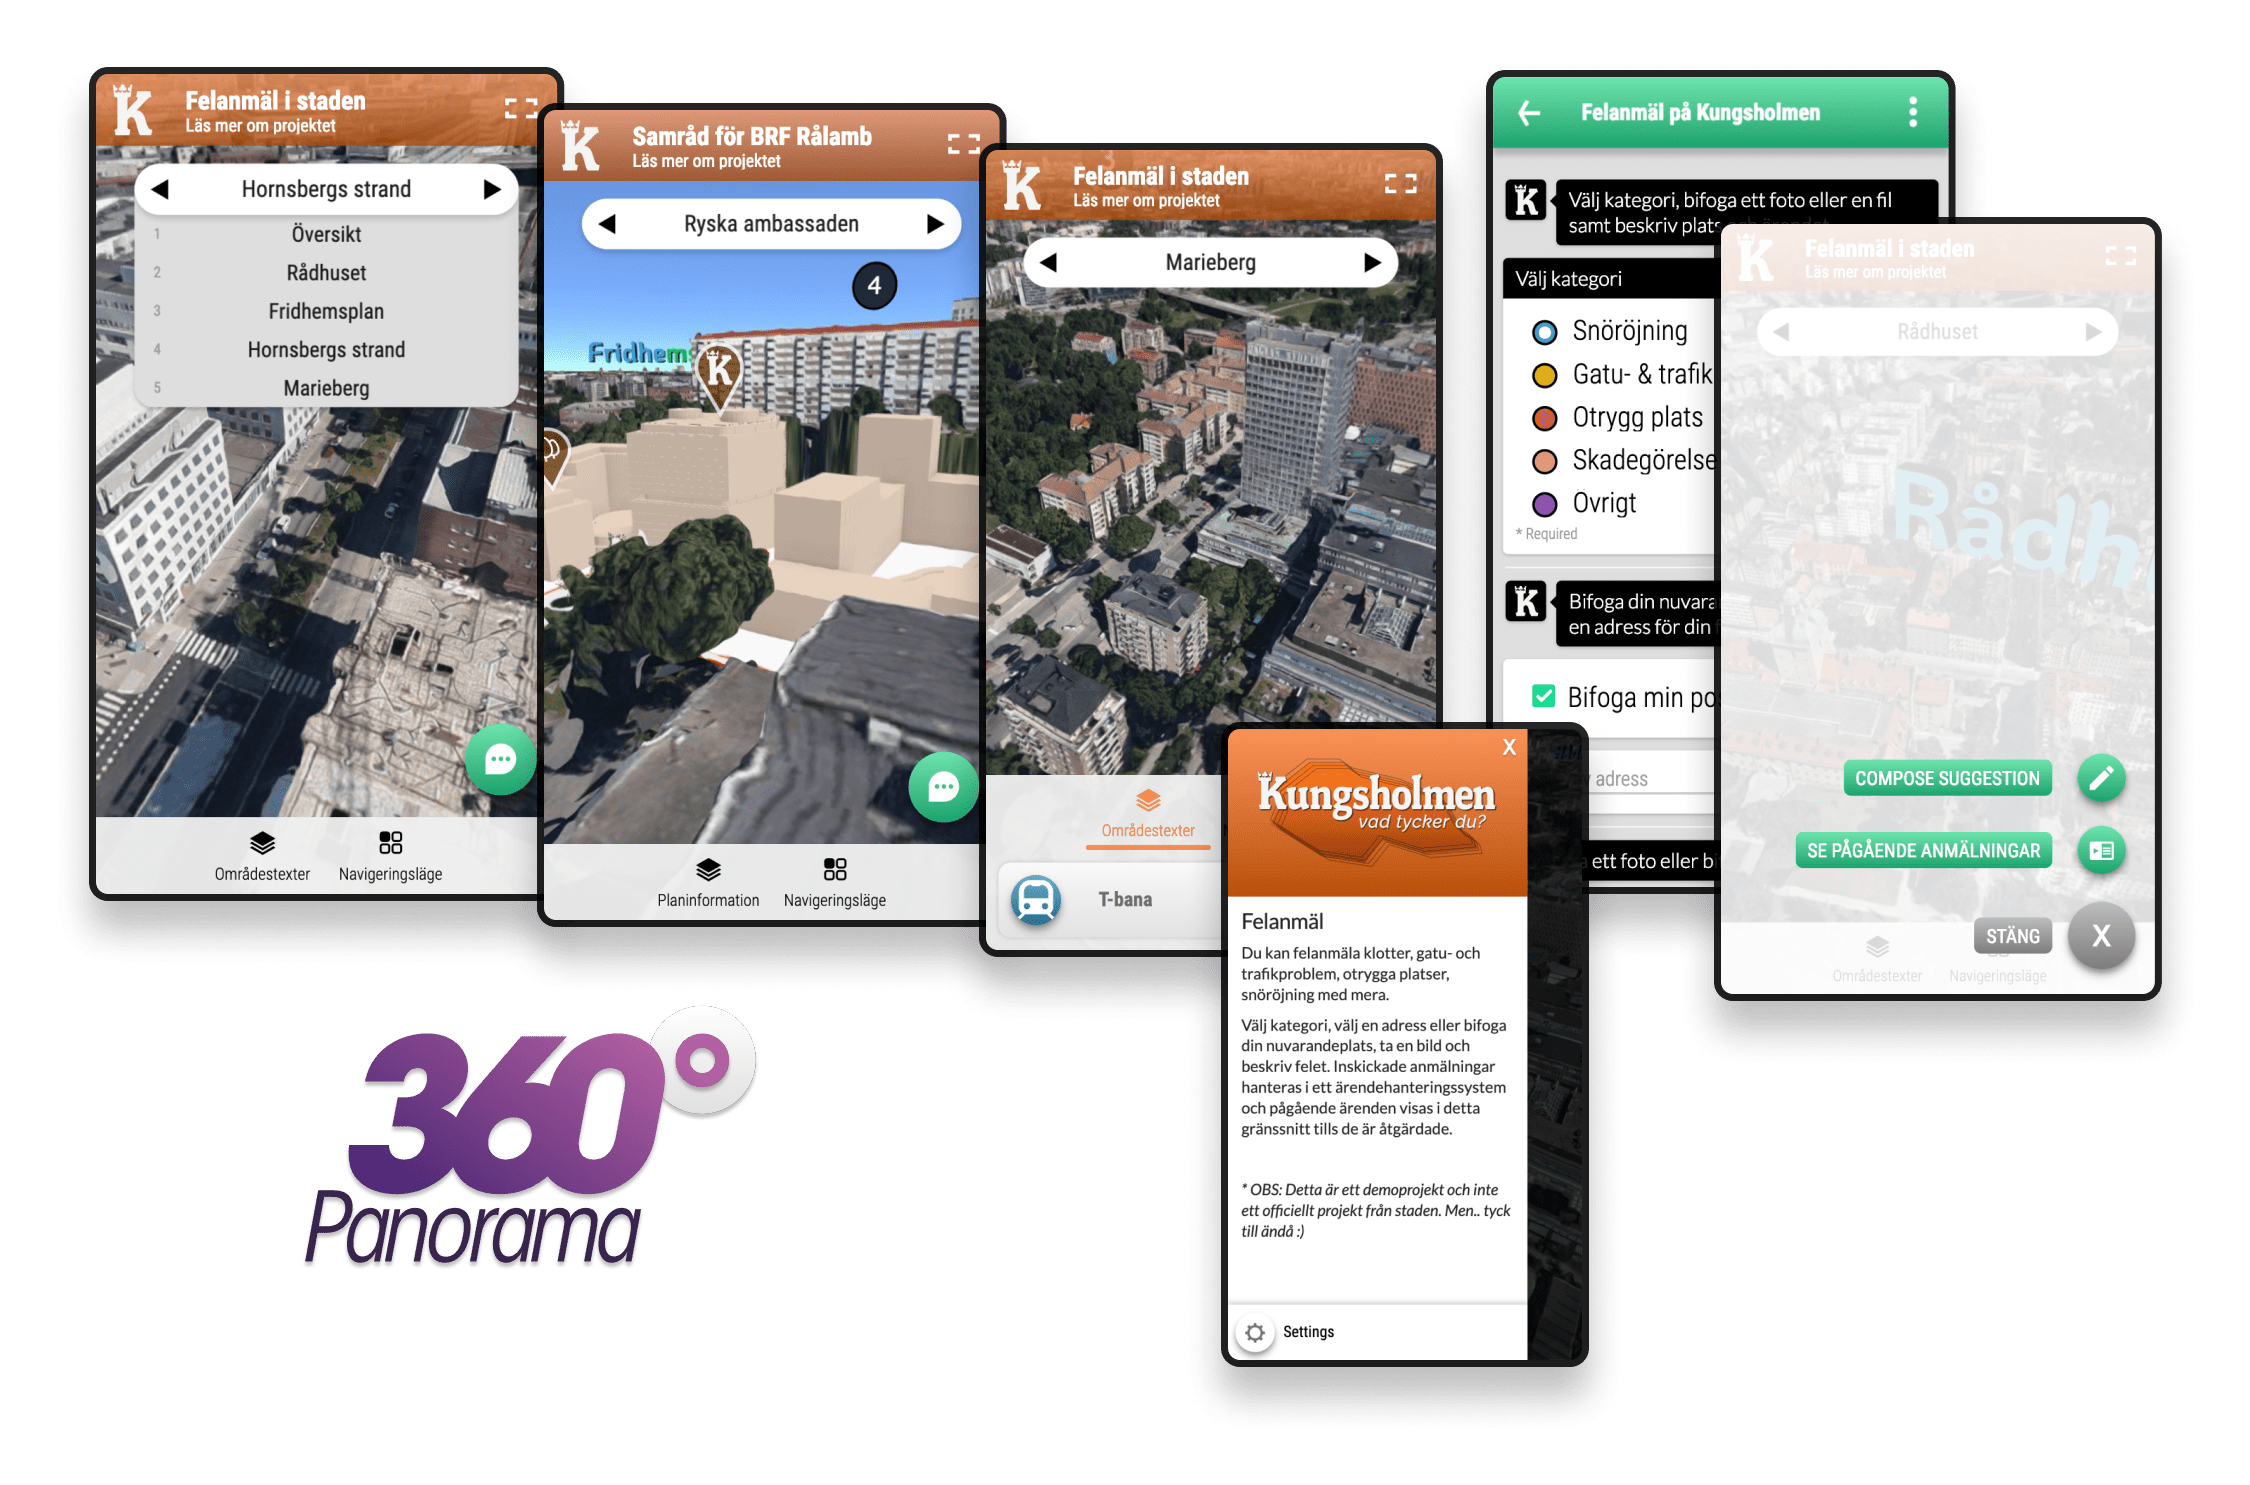 K
Felanmäl i staden
Läs mer om projektet
Hornsbergs strand
1 Översikt
2 Rådhuset
3 Fridhemsplan
4 Hornsbergs strand
5 Marieberg
Områdestexter
Navigeringsläge
K
Samråd för BRF Rålamb
Läs mer om projektet
Ryska ambassaden
4
Fridhems
K
Planinformation
Navigeringsläge
K
Felanmäl i staden
Läs mer om projektet
Marieberg
Områdestexter
T-bana
X
Kungsholmen
vad tycker du?
Felanmäl
Du kan felanmäla klotter, gatu- och
trafikproblem, otrygga platser,
snöröjning med mera.
Välj kategori, välj en adress eller bifoga
din nuvarandeplats, ta en bild och
beskriv felet. Inskickade anmälningar
hanteras i ett ärendehanteringssystem
och pågående ärenden visas i detta
gränssnitt tills de är åtgärdade.
* OBS: Detta är ett demoprojekt och inte
ett officiellt projekt från staden. Men.. tyck
till ändå :)
Settings
Felanmäl på Kungsholmen
K
Välj kategori, bifoga ett foto eller en fil
samt beskriv plats och ärendet
Välj kategori
Snöröjning
Gatu- & trafik
Otrygg plats
Skadegörelse
Övrigt
* Required
K
Bifoga din nuvara
en adress för din f
Bifoga min pos
adress
ett foto eller bi
K
Felanmäl i staden
Läs mer om projektet
Rådhuset
Rådh
COMPOSE SUGGESTION
SE PÅGÅENDE ANMÄLNINGAR
STÄNG
X
Områdestexter
Navigeringsläge
360°
Panorama